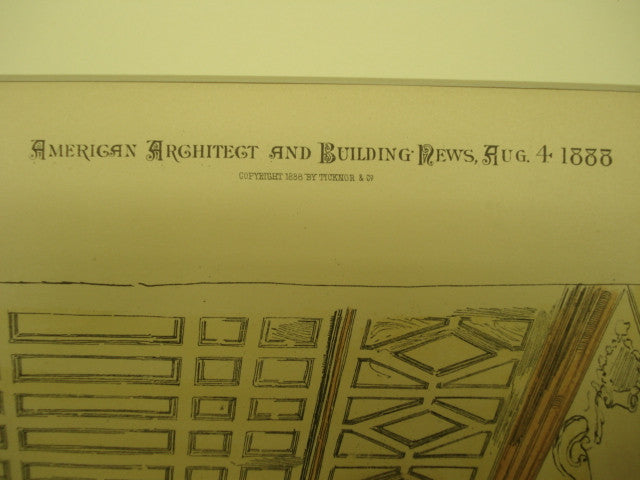 American Architect and Building News, Aug. 4 1888
COPYRIGHT 1888 BY TICKNOR & CO